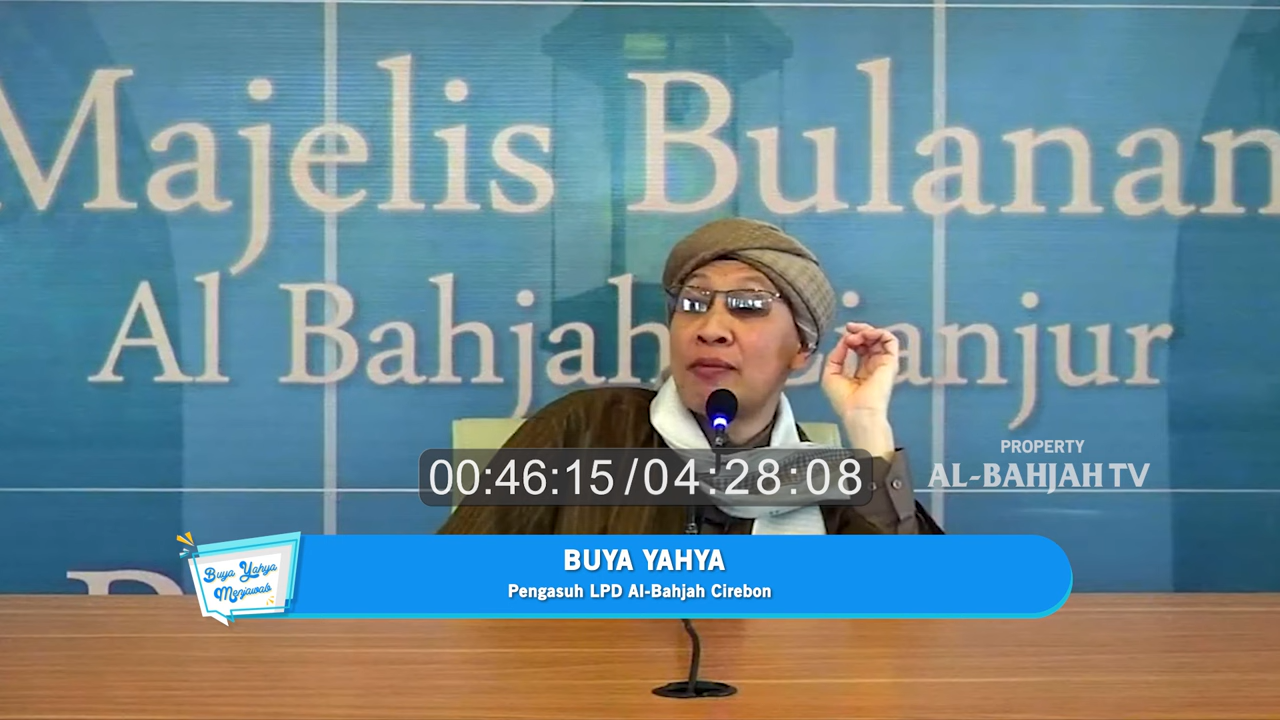 Majelis Bulanan
Al Bahjah Cianjur
PROPERTY
AL-BAHJAH TV
00:46:15/04:28:08
BUYA YAHYA
Pengasuh LPD Al-Bahjah Cirebon
Buya Yahya
Menjawab